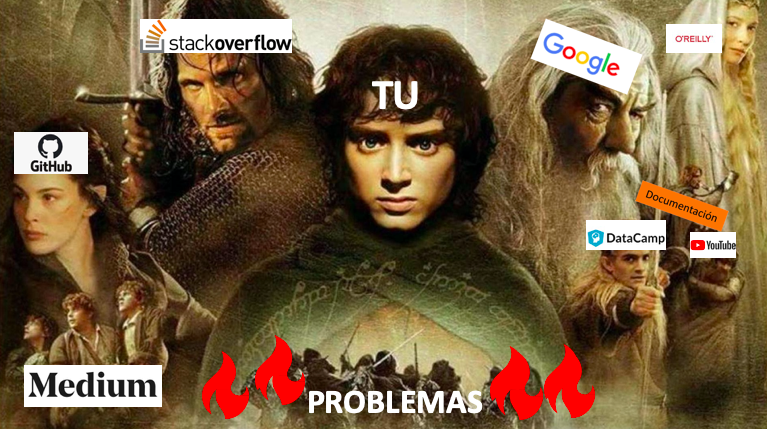 stackoverflow
Google
O'REILLY
TU
GitHub
Documentación
DataCamp
YouTube
Medium
PROBLEMAS